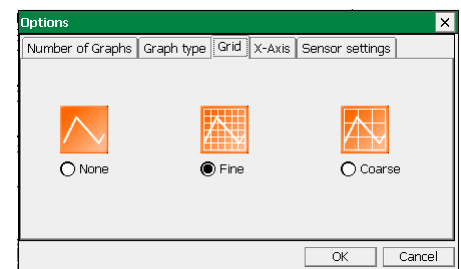 Options
Number of Graphs Graph type Grid X-Axis Sensor settings
None Fine Coarse
OK Cancel